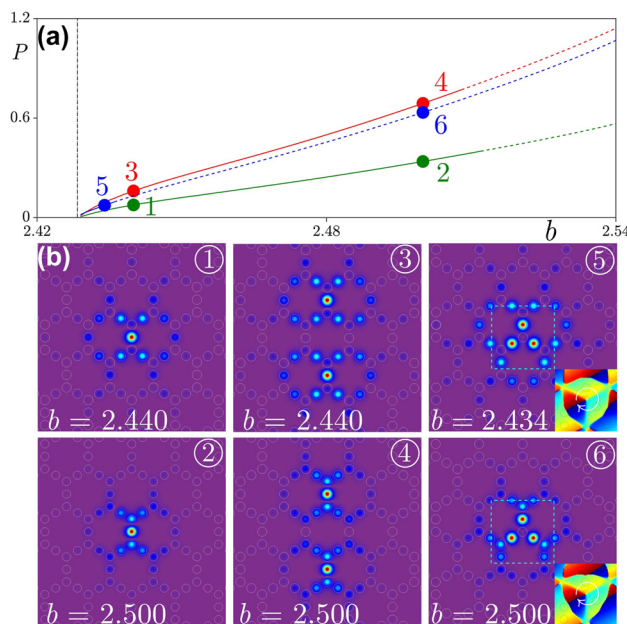 1.2
(a)
P
0.6
0
5
3
1
4
6
2
2.42
2.48
b
2.54
(b)
①
③
⑤
b = 2.440
b = 2.440
b = 2.434
②
④
⑥
b = 2.500
b = 2.500
b = 2.500